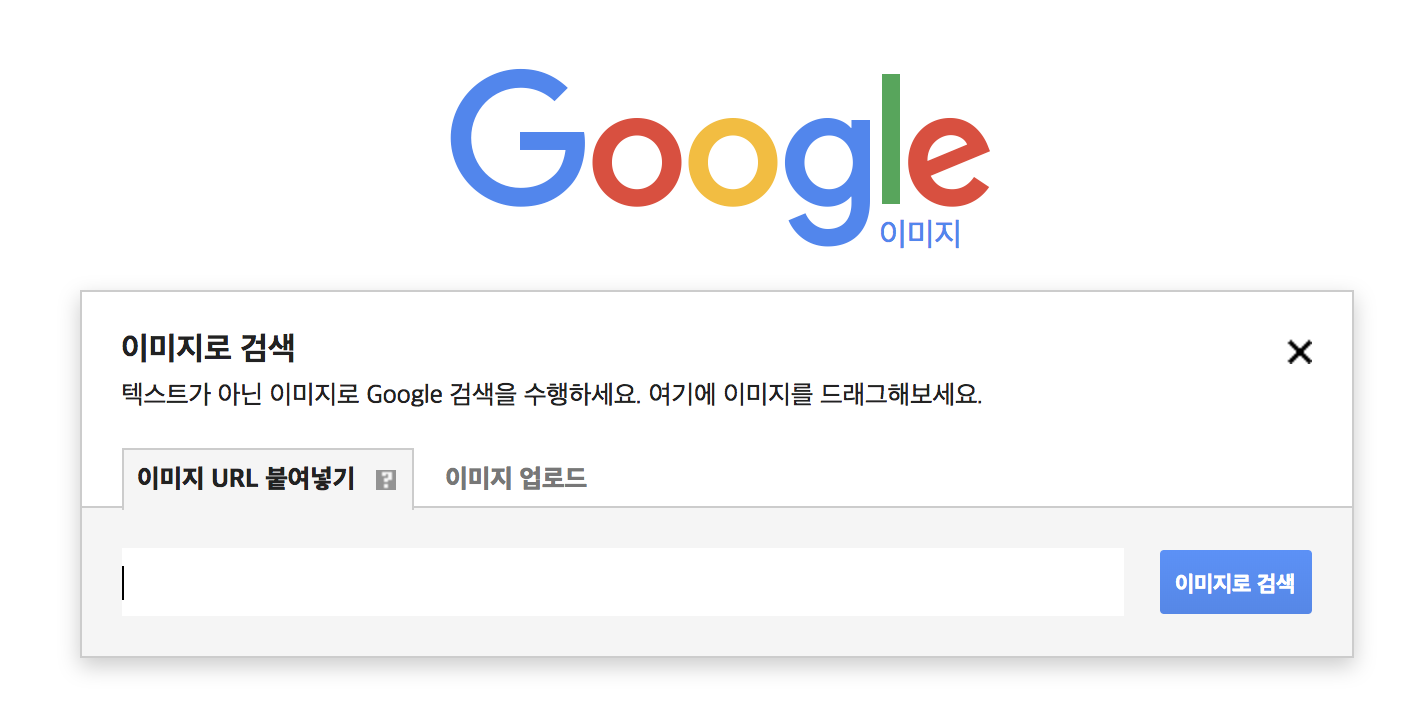 Google
이미지
이미지로 검색
텍스트가 아닌 이미지로 Google 검색을 수행하세요. 여기에 이미지를 드래그해보세요.
이미지 URL 붙여넣기 ? 이미지 업로드
이미지로 검색